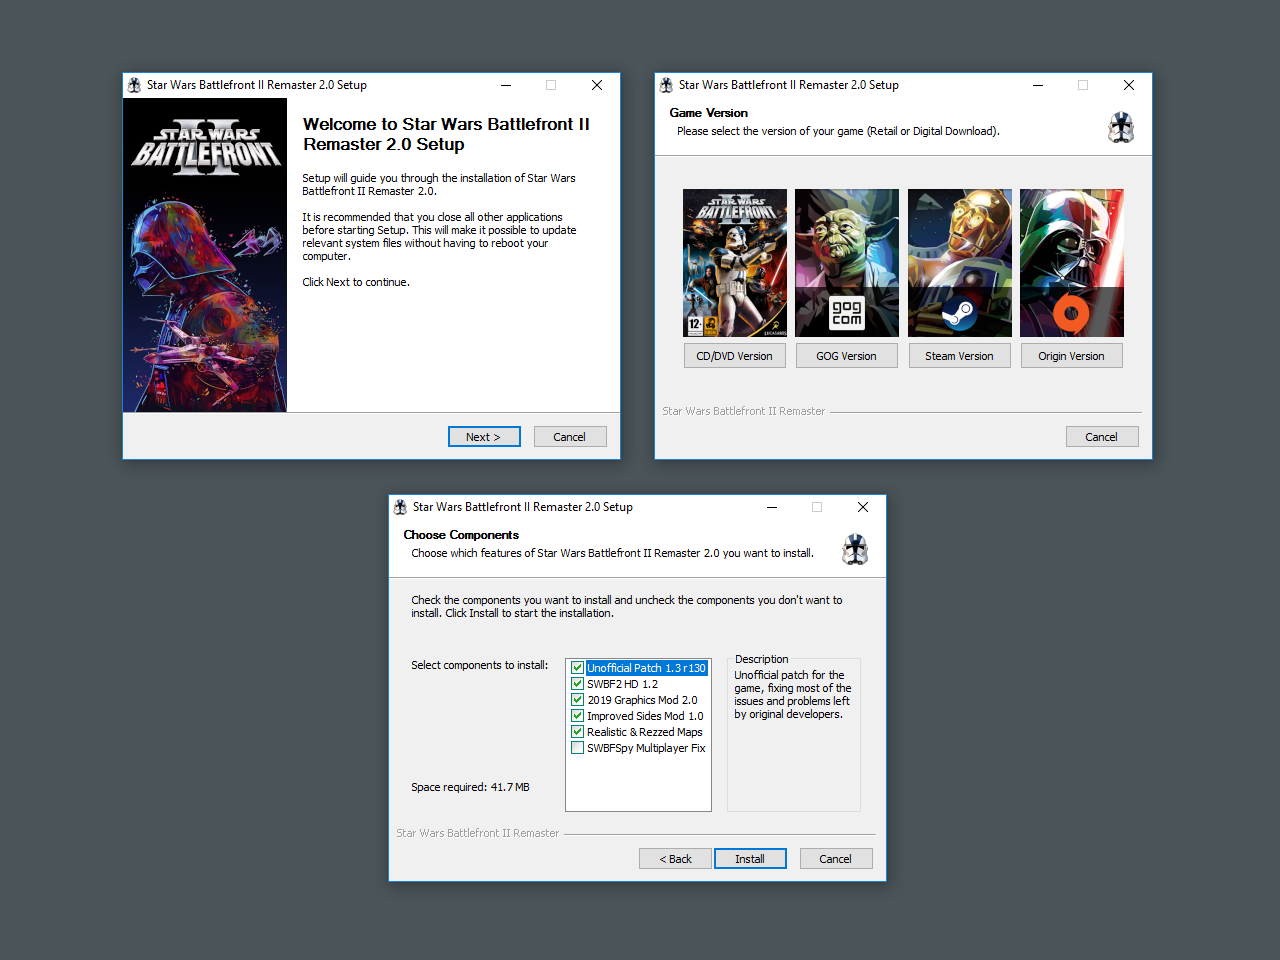 Star Wars Battlefront II Remaster 2.0 Setup
STAR WARS
II
BATTLEFRONT
Welcome to Star Wars Battlefront II
Remaster 2.0 Setup
Setup will guide you through the installation of Star Wars
Battlefront II Remaster 2.0.
It is recommended that you close all other applications
before starting Setup. This will make it possible to update
relevant system files without having to reboot your
computer.
Click Next to continue.
Next >
Cancel
Star Wars Battlefront II Remaster 2.0 Setup
Game Version
Please select the version of your game (Retail or Digital Download).
STAR WARS
II
BATTLEFRONT
12+
LUCASARTS
gog
com
CD/DVD Version
GOG Version
Steam Version
Origin Version
Star Wars Battlefront II Remaster
Cancel
Star Wars Battlefront II Remaster 2.0 Setup
Choose Components
Choose which features of Star Wars Battlefront II Remaster 2.0 you want to install.
Check the components you want to install and uncheck the components you don't want to
install. Click Install to start the installation.
Select components to install:
Unofficial Patch 1.3 r130
SWBF2 HD 1.2
2019 Graphics Mod 2.0
Improved Sides Mod 1.0
Realistic & Rezzed Maps
SWBFSpy Multiplayer Fix
Description
Unofficial patch for the
game, fixing most of the
issues and problems left
by original developers.
Space required: 41.7 MB
Star Wars Battlefront II Remaster
< Back
Install
Cancel